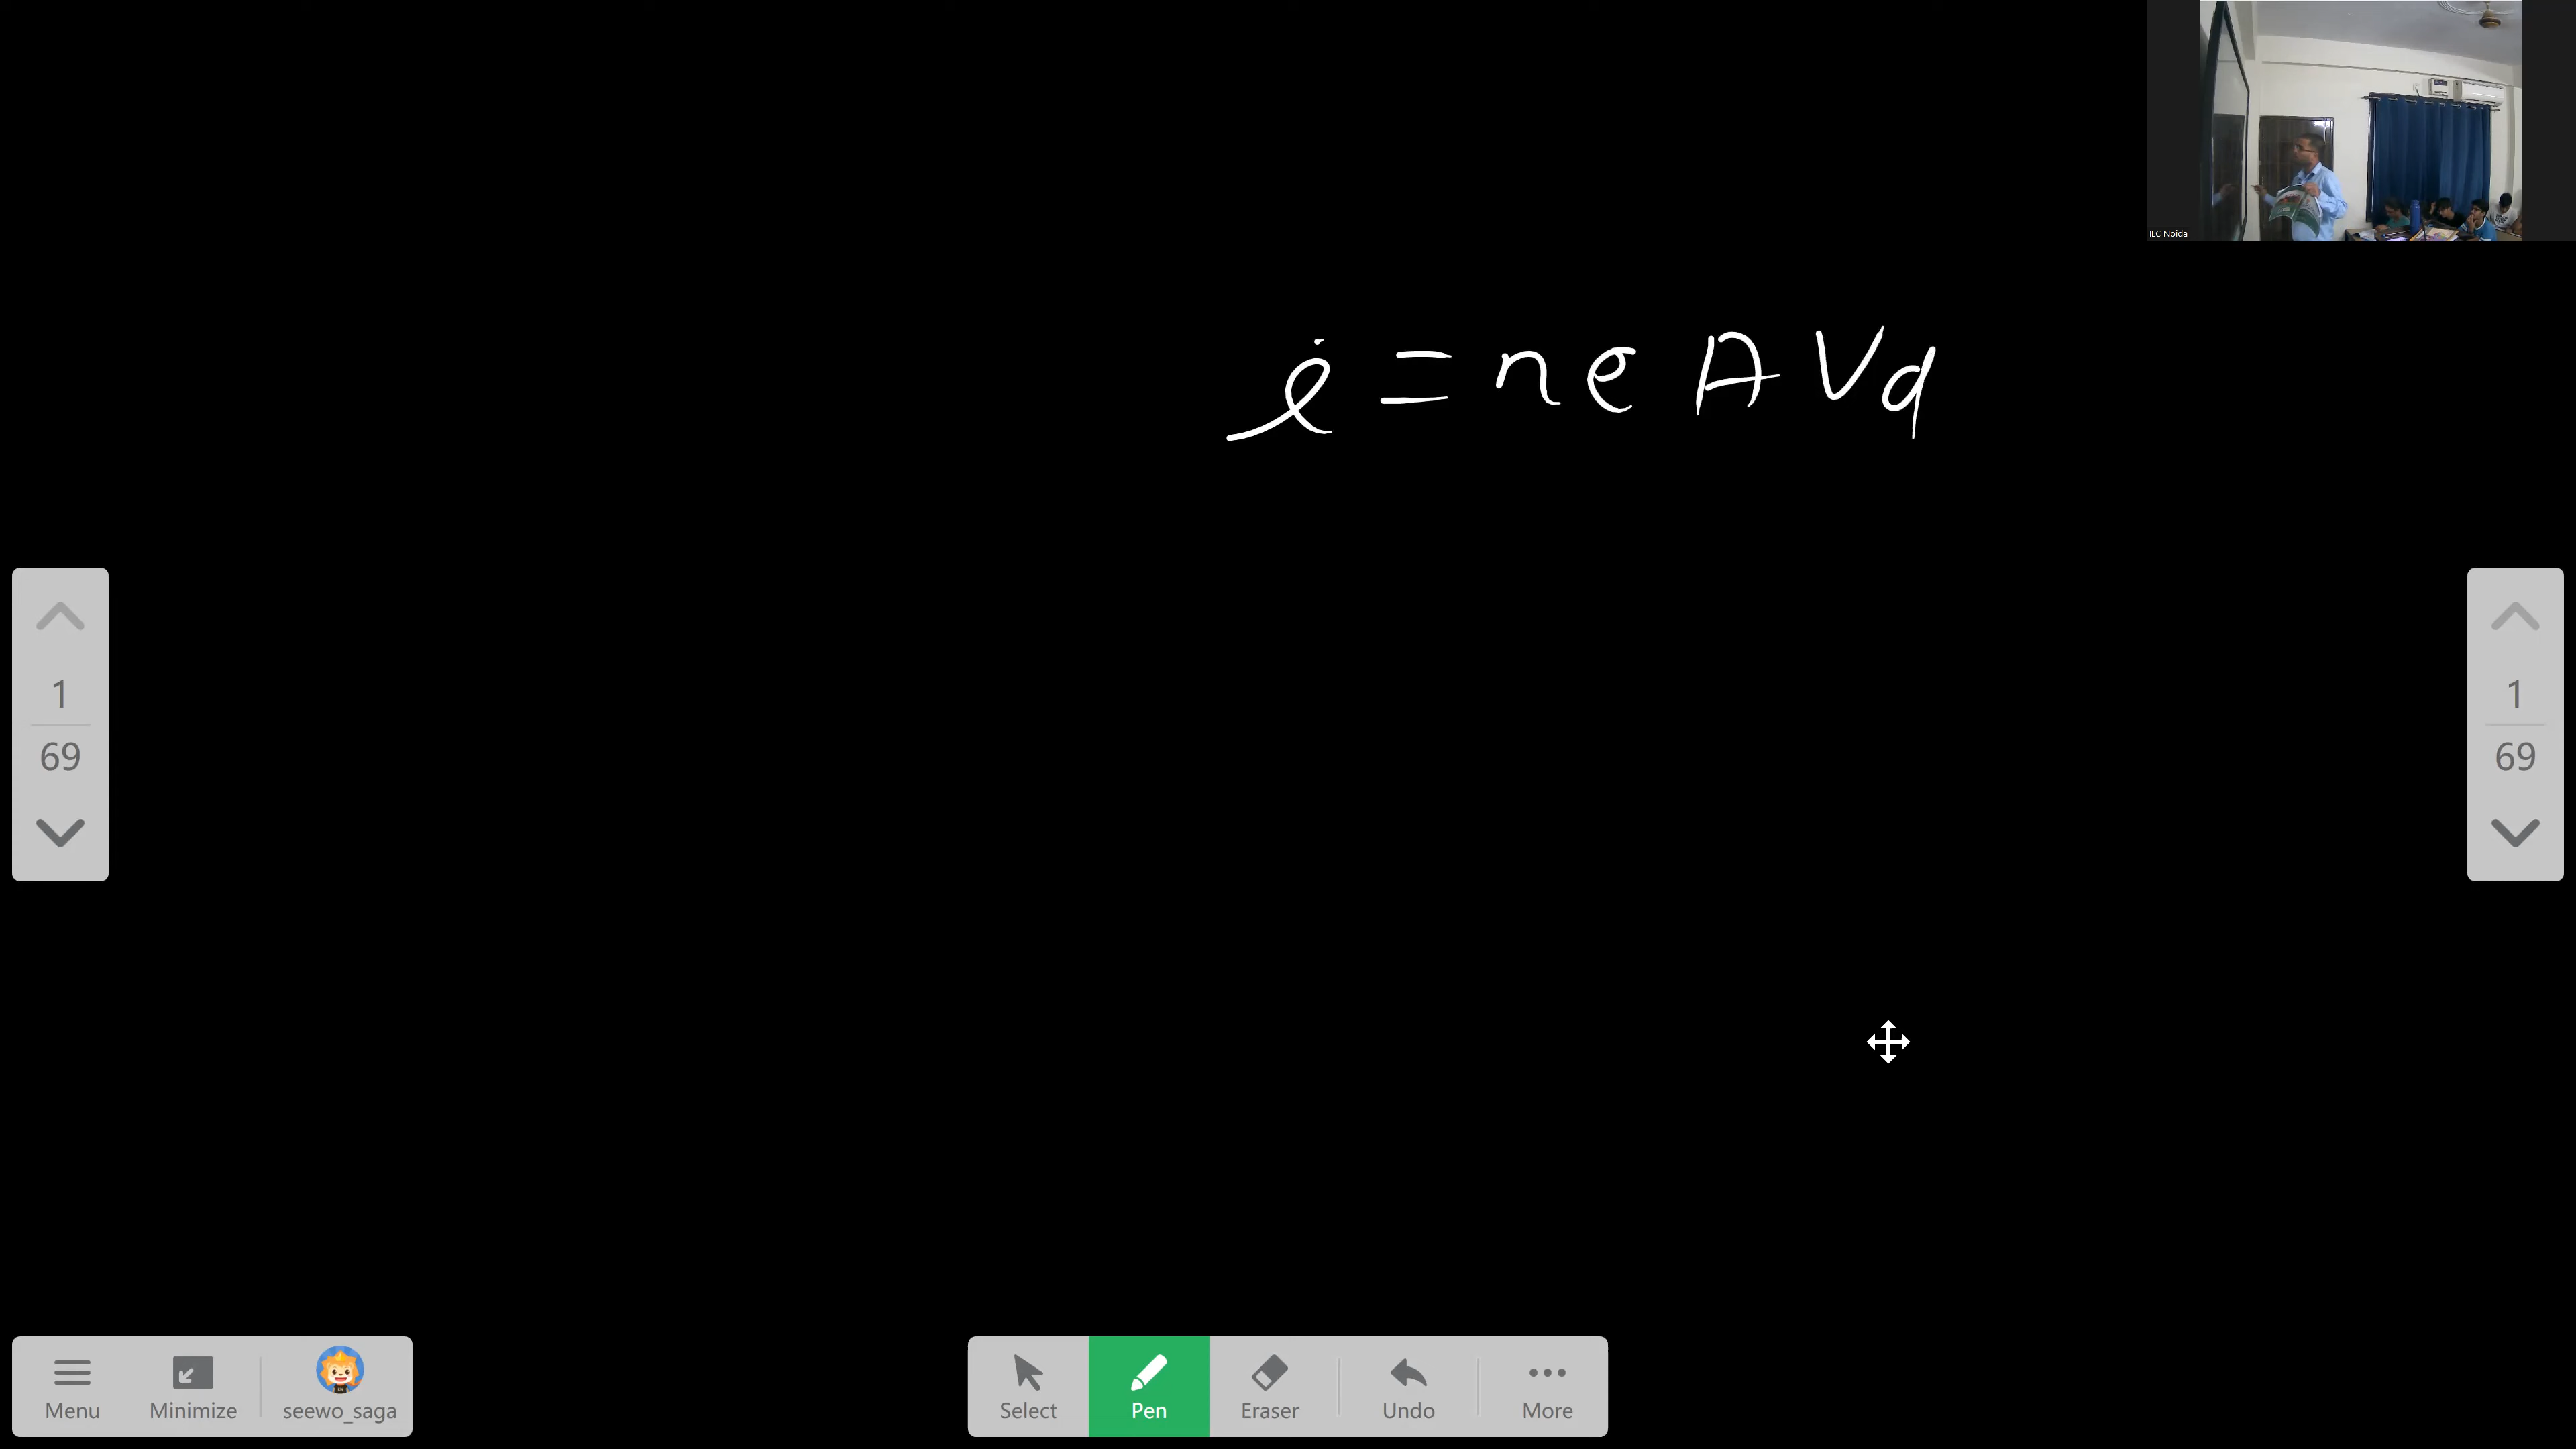 ILC Noida
i = n e A Vd
1
69
1
69
Menu Minimize seewo_saga Select Pen Eraser Undo More